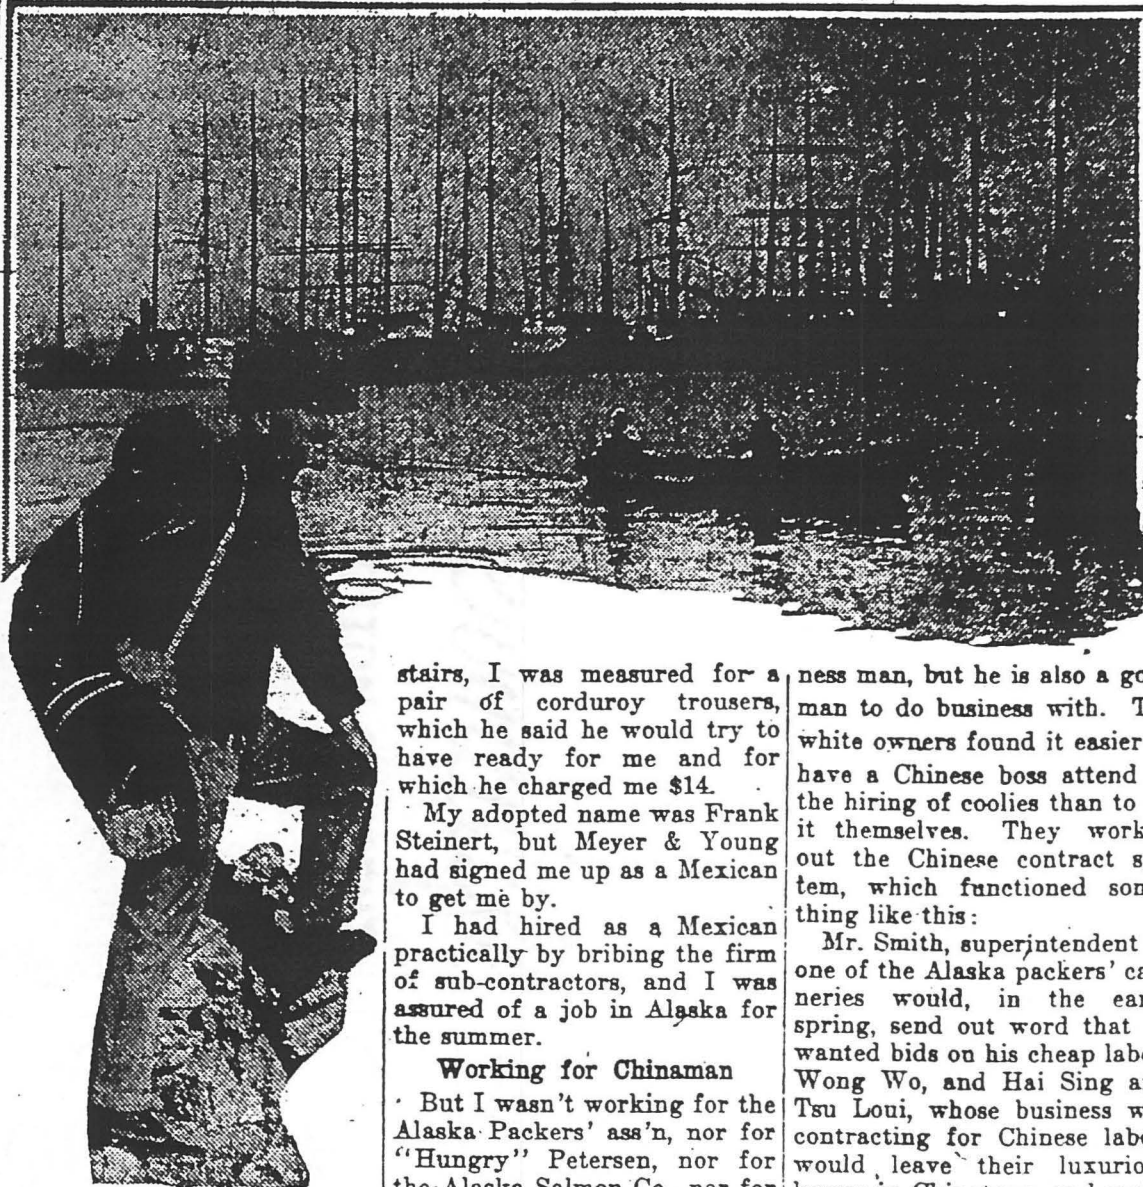 stairs, I was measured for a
pair of corduroy trousers,
which he said he would try to
have ready for me and for
which he charged me $14.
My adopted name was Frank
Steinert, but Meyer & Young
had signed me up as a Mexican
to get me by.
I had hired as a Mexican
practically by bribing the firm
of sub-contractors, and I was
assured of a job in Alaska for
the summer.
Working for Chinaman
But I wasn't working for the
Alaska Packers' ass'n, nor for
"Hungry" Petersen, nor for
the Alaska Salmon Co., nor for
ness man, but he is also a
man to do business with.
white owners found it easier
have a Chinese boss attend
the hiring of coolies than to
it themselves. They
out the Chinese contract
tem, which functioned
thing like this:
Mr. Smith, superintendent
one of the Alaska packers'
neries would, in the
spring, send out word that
wanted bids on his cheap
Wong Wo, and Hai Sing
Tsu Loui, whose business
contracting for Chinese
would leave their